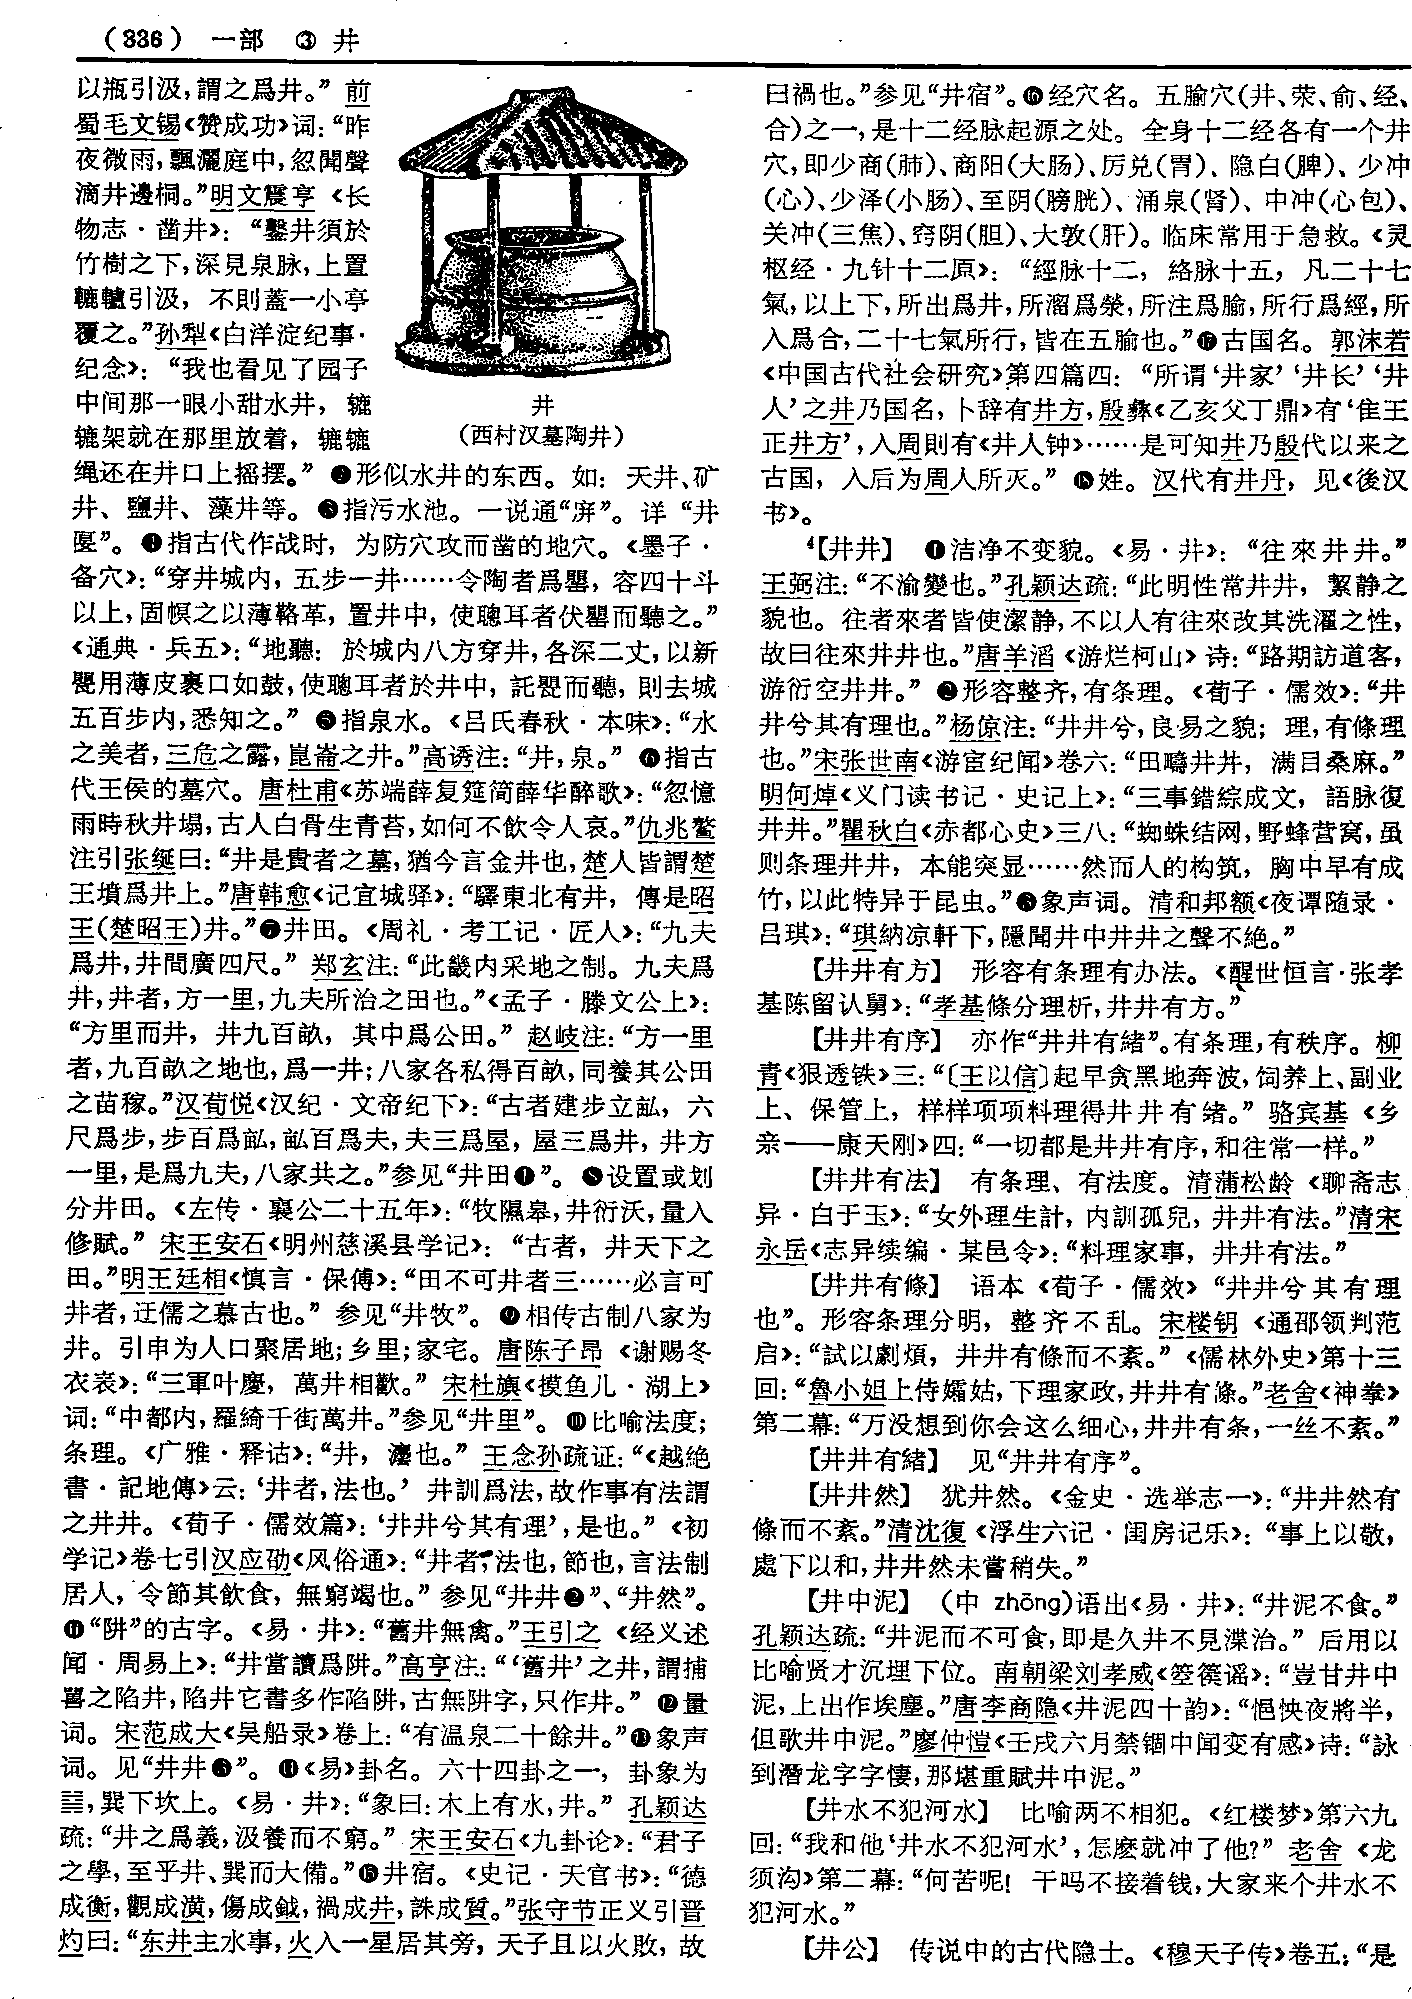 (336) 一部 ③ 井
以瓶引汲,謂之爲井。”前
蜀毛文锡《赞成功》词:“昨
夜微雨,飄灑庭中,忽聞聲
滴井邊桐。”明文震亨《长
物志·凿井》:“鑿井須於
竹樹之下,深見泉脉,上置
轆轤引汲,不則蓋一小亭
覆之。”孙犁《白洋淀纪事·
纪念》:“我也看见了园子
中间那一眼小甜水井,辘
辘架就在那里放着,辘辘
井
(西村汉墓陶井)
绳还在井口上摇摆。”❷形似水井的东西。如:天井、矿
井、鹽井、藻井等。❸指污水池。一说通“屏”。详“井
匽”。❹指古代作战时,为防穴攻而凿的地穴。《墨子·
备穴》:“穿井城内,五步一井……令陶者爲罌,容四十斗
以上,固幎之以薄鞈革,置井中,使聰耳者伏罌而聽之。”
《通典·兵五》:“地聽:於城内八方穿井,各深二丈,以新
甖用薄皮裹口如鼓,使聰耳者於井中,託甖而聽,則去城
五百步内,悉知之。”❺指泉水。《吕氏春秋·本味》:“水
之美者,三危之露,崑崙之井。”高诱注:“井,泉。”❻指古
代王侯的墓穴。唐杜甫《苏端薛复筵简薛华醉歌》:“忽憶
雨時秋井塌,古人白骨生青苔,如何不飲令人哀。”仇兆鳌
注引张綖曰:“井是貴者之墓,猶今言金井也,楚人皆謂楚
王墳爲井上。”唐韩愈《记宜城驿》:“驛東北有井,傳是昭
王(楚昭王)井。”❼井田。《周礼·考工记·匠人》:“九夫
爲井,井間廣四尺。”郑玄注:“此畿内采地之制。九夫爲
井,井者,方一里,九夫所治之田也。”《孟子·滕文公上》:
“方里而井,井九百畝,其中爲公田。”赵岐注:“方一里
者,九百畝之地也,爲一井;八家各私得百畝,同養其公田
之苗稼。”汉荀悦《汉纪·文帝纪下》:“古者建步立畝,六
尺爲步,步百爲畝,畝百爲夫,夫三爲屋,屋三爲井,井方
一里,是爲九夫,八家共之。”参见“井田❶”。❽设置或划
分井田。《左传·襄公二十五年》:“牧隰皋,井衍沃,量入
修賦。”宋王安石《明州慈溪县学记》:“古者,井天下之
田。”明王廷相《慎言·保傅》:“田不可井者三……必言可
井者,迂儒之慕古也。”参见“井牧”。❾相传古制八家为
井。引申为人口聚居地;乡里;家宅。唐陈子昂《谢赐冬
衣表》:“三軍叶慶,萬井相歡。”宋杜旟《摸鱼儿·湖上》
词:“中都内,羅綺千街萬井。”参见“井里”。❿比喻法度;
条理。《广雅·释诂》:“井,灋也。”王念孙疏证:“《越絶
書·記地傳》云:‘井者,法也。’井訓爲法,故作事有法謂
之井井。《荀子·儒效篇》:‘井井兮其有理’,是也。”《初
学记》卷七引汉应劭《风俗通》:“井者,法也,節也,言法制
居人,令節其飲食,無窮竭也。”参见“井井❷”、“井然”。
⓫“阱”的古字。《易·井》:“舊井無禽。”王引之《经义述
闻·周易上》:“井當讀爲阱。”高亨注:“‘舊井’之井,謂捕
獸之陷井,陷井它書多作陷阱,古無阱字,只作井。”⓬量
词。宋范成大《吴船录》卷上:“有温泉二十餘井。”⓭象声
词。见“井井❸”。⓮《易》卦名。六十四卦之一,卦象为
䷯,巽下坎上。《易·井》:“象曰:木上有水,井。”孔颖达
疏:“井之爲義,汲養而不窮。”宋王安石《九卦论》:“君子
之學,至乎井、巽而大備。”⓯井宿。《史记·天官书》:“德
成衡,觀成潢,傷成鉞,禍成井,誅成質。”张守节正义引晋
灼曰:“东井主水事,火入一星居其旁,天子且以火敗,故
曰禍也。”参见“井宿”。⓰经穴名。五腧穴(井、荥、俞、经、
合)之一,是十二经脉起源之处。全身十二经各有一个井
穴,即少商(肺)、商阳(大肠)、厉兑(胃)、隐白(脾)、少冲
(心)、少泽(小肠)、至阴(膀胱)、涌泉(肾)、中冲(心包)、
关冲(三焦)、窍阴(胆)、大敦(肝)。临床常用于急救。《灵
枢经·九针十二原》:“經脉十二,絡脉十五,凡二十七
氣,以上下,所出爲井,所溜爲滎,所注爲腧,所行爲經,所
入爲合,二十七氣所行,皆在五腧也。”⓱古国名。郭沫若
《中国古代社会研究》第四篇四:“所谓‘井家’‘井长’‘井
人’之井乃国名,卜辞有井方,殷彝《乙亥父丁鼎》有‘隹王
正井方’,入周則有《井人钟》……是可知井乃殷代以来之
古国,入后为周人所灭。”⓲姓。汉代有井丹,见《後汉
书》。
⁴【井井】 ❶洁净不变貌。《易·井》:“往來井井。”
王弼注:“不渝變也。”孔颖达疏:“此明性常井井,絜静之
貌也。往者來者皆使潔静,不以人有往來改其洗濯之性,
故曰往來井井也。”唐羊滔《游烂柯山》诗:“路期訪道客,
游衍空井井。”❷形容整齐,有条理。《荀子·儒效》:“井
井兮其有理也。”杨倞注:“井井兮,良易之貌;理,有條理
也。”宋张世南《游宦纪闻》卷六:“田疇井井,满目桑麻。”
明何焯《义门读书记·史记上》:“三事錯綜成文,語脉復
井井。”瞿秋白《赤都心史》三八:“蜘蛛结网,野蜂营窝,虽
则条理井井,本能突显……然而人的构筑,胸中早有成
竹,以此特异于昆虫。”❸象声词。清和邦额《夜谭随录·
吕琪》:“琪納凉軒下,隱聞井中井井之聲不絶。”
【井井有方】 形容有条理有办法。《醒世恒言·张孝
基陈留认舅》:“孝基條分理析,井井有方。”
【井井有序】 亦作“井井有緒”。有条理,有秩序。柳
青《狠透铁》三:“〔王以信〕起早贪黑地奔波,饲养上、副业
上、保管上,样样项项料理得井井有绪。”骆宾基《乡
亲——康天刚》四:“一切都是井井有序,和往常一样。”
【井井有法】 有条理、有法度。清蒲松龄《聊斋志
异·白于玉》:“女外理生計,内訓孤兒,井井有法。”清宋
永岳《志异续编·某邑令》:“料理家事,井井有法。”
【井井有條】 语本《荀子·儒效》“井井兮其有理
也”。形容条理分明,整齐不乱。宋楼钥《通邵领判范
启》:“試以劇煩,井井有條而不紊。”《儒林外史》第十三
回:“魯小姐上侍孀姑,下理家政,井井有條。”老舍《神拳》
第二幕:“万没想到你会这么细心,井井有条,一丝不紊。”
【井井有緒】 见“井井有序”。
【井井然】 犹井然。《金史·选举志一》:“井井然有
條而不紊。”清沈復《浮生六记·闺房记乐》:“事上以敬,
處下以和,井井然未嘗稍失。”
【井中泥】 (中 zhōng)语出《易·井》:“井泥不食。”
孔颖达疏:“井泥而不可食,即是久井不見渫治。”后用以
比喻贤才沉埋下位。南朝梁刘孝威《箜篌谣》:“豈甘井中
泥,上出作埃塵。”唐李商隐《井泥四十韵》:“悒怏夜將半,
但歌井中泥。”廖仲恺《壬戌六月禁锢中闻变有感》诗:“詠
到潛龙字字悽,那堪重賦井中泥。”
【井水不犯河水】 比喻两不相犯。《红楼梦》第六九
回:“我和他‘井水不犯河水’,怎麽就冲了他?”老舍《龙
须沟》第二幕:“何苦呢!干吗不接着钱,大家来个井水不
犯河水。”
【井公】 传说中的古代隐士。《穆天子传》卷五:“是